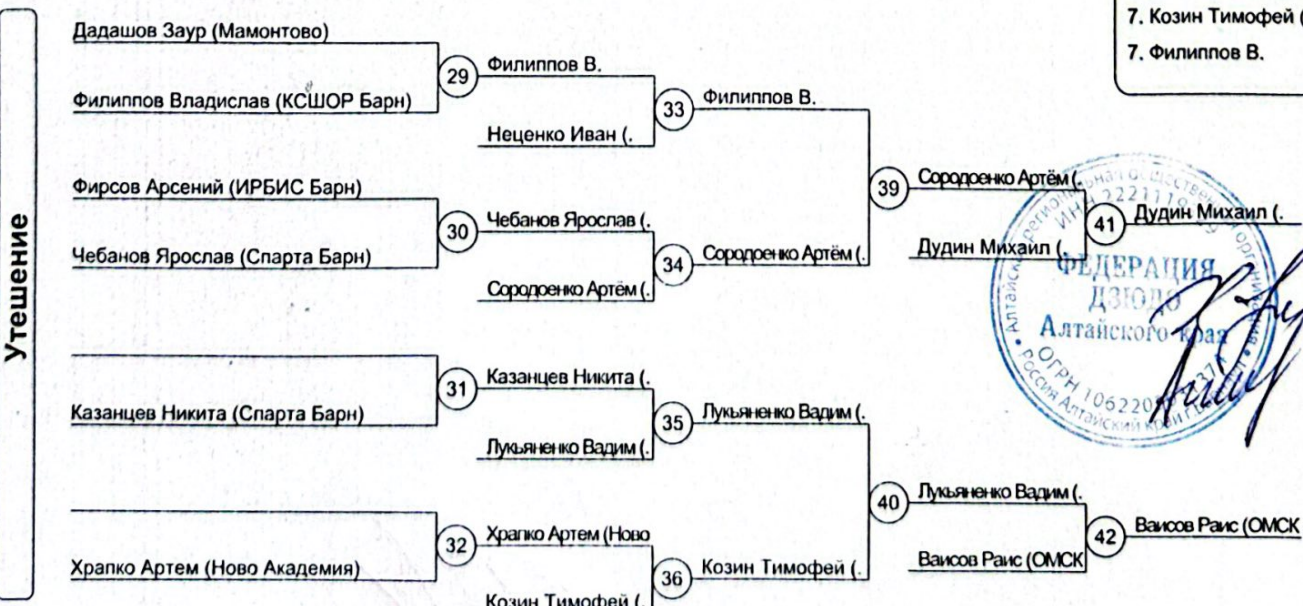 7. Козин Тимофей (
7. Филиппов В.
Утешение
Дадашов Заур (Мамонтово)
29
Филиппов В.
Филиппов Владислав (КСШОР Барн)
33
Филиппов В.
Неценко Иван (.
Фирсов Арсений (ИРБИС Барн)
39
Сородоенко Артём (.
30
Чебанов Ярослав (.
41
Дудин Михаил (.
Чебанов Ярослав (Спарта Барн)
34
Сородоенко Артём (.
Дудин Михаил (.
Сородоенко Артём (.
ФЕДЕРАЦИЯ
ДЗЮДО
Алтайского края
31
Казанцев Никита (.
Казанцев Никита (Спарта Барн)
35
Лукьяненко Вадим (.
Лукьяненко Вадим (.
40
Лукьяненко Вадим (.
32
Храпко Артем (Ново
42
Ваисов Раис (ОМСК
Храпко Артем (Ново Академия)
36
Козин Тимофей (.
Ваисов Раис (ОМСК
Козин Тимофей (.